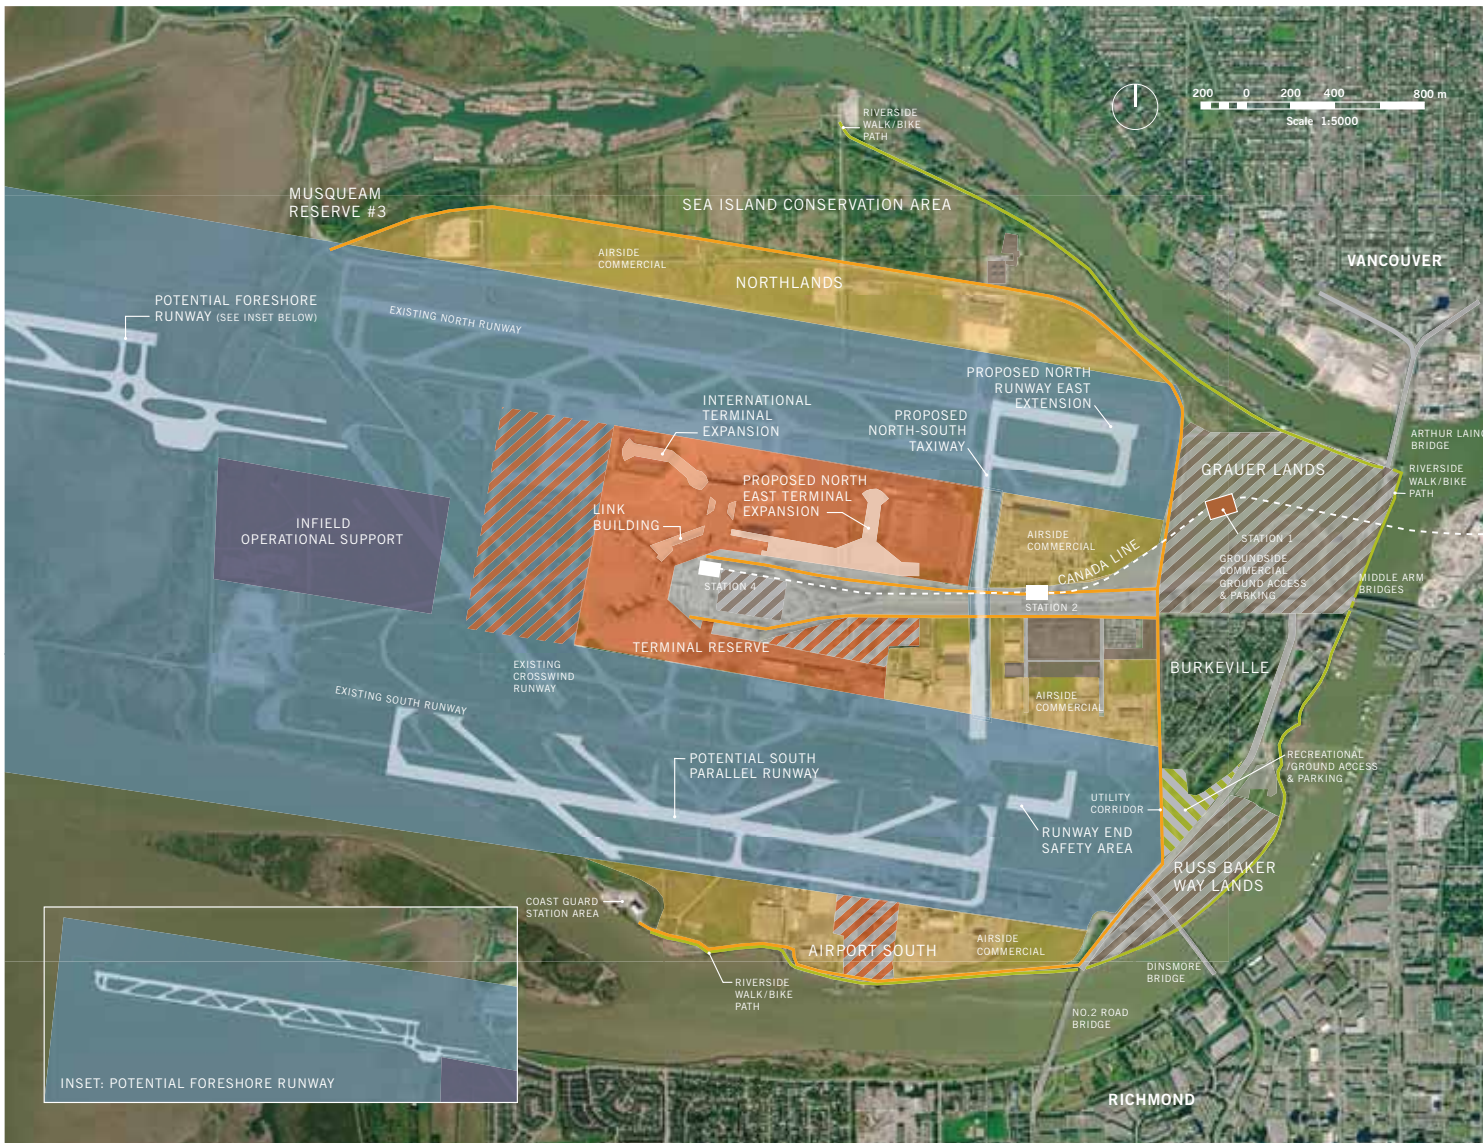 RIVERSIDE
WALK/BIKE
PATH
200 0 200 400 800 m
Scale 1:5000
MUSQUEAM
RESERVE #3
SEA ISLAND CONSERVATION AREA
AIRSIDE
COMMERCIAL
NORTHLANDS
VANCOUVER
POTENTIAL FORESHORE
RUNWAY (SEE INSET BELOW)
EXISTING NORTH RUNWAY
PROPOSED NORTH
RUNWAY EAST
EXTENSION
INTERNATIONAL
TERMINAL
EXPANSION
PROPOSED
NORTH-SOUTH
TAXIWAY
ARTHUR LAING
BRIDGE
GRAUER LANDS
RIVERSIDE
WALK/BIKE
PATH
PROPOSED NORTH
EAST TERMINAL
EXPANSION
LINK
BUILDING
INFIELD
OPERATIONAL SUPPORT
AIRSIDE
COMMERCIAL
CANADA LINE
STATION 1
GROUNDSIDE
COMMERCIAL
GROUND ACCESS
& PARKING
MIDDLE ARM
BRIDGES
STATION 4
STATION 2
TERMINAL RESERVE
EXISTING
CROSSWIND
RUNWAY
BURKEVILLE
EXISTING SOUTH RUNWAY
AIRSIDE
COMMERCIAL
POTENTIAL SOUTH
PARALLEL RUNWAY
RECREATIONAL
/GROUND ACCESS
& PARKING
UTILITY
CORRIDOR
RUNWAY END
SAFETY AREA
RUSS BAKER
WAY LANDS
COAST GUARD
STATION AREA
AIRPORT SOUTH
AIRSIDE
COMMERCIAL
RIVERSIDE
WALK/BIKE
PATH
DINSMORE
BRIDGE
NO.2 ROAD
BRIDGE
INSET: POTENTIAL FORESHORE RUNWAY
RICHMOND